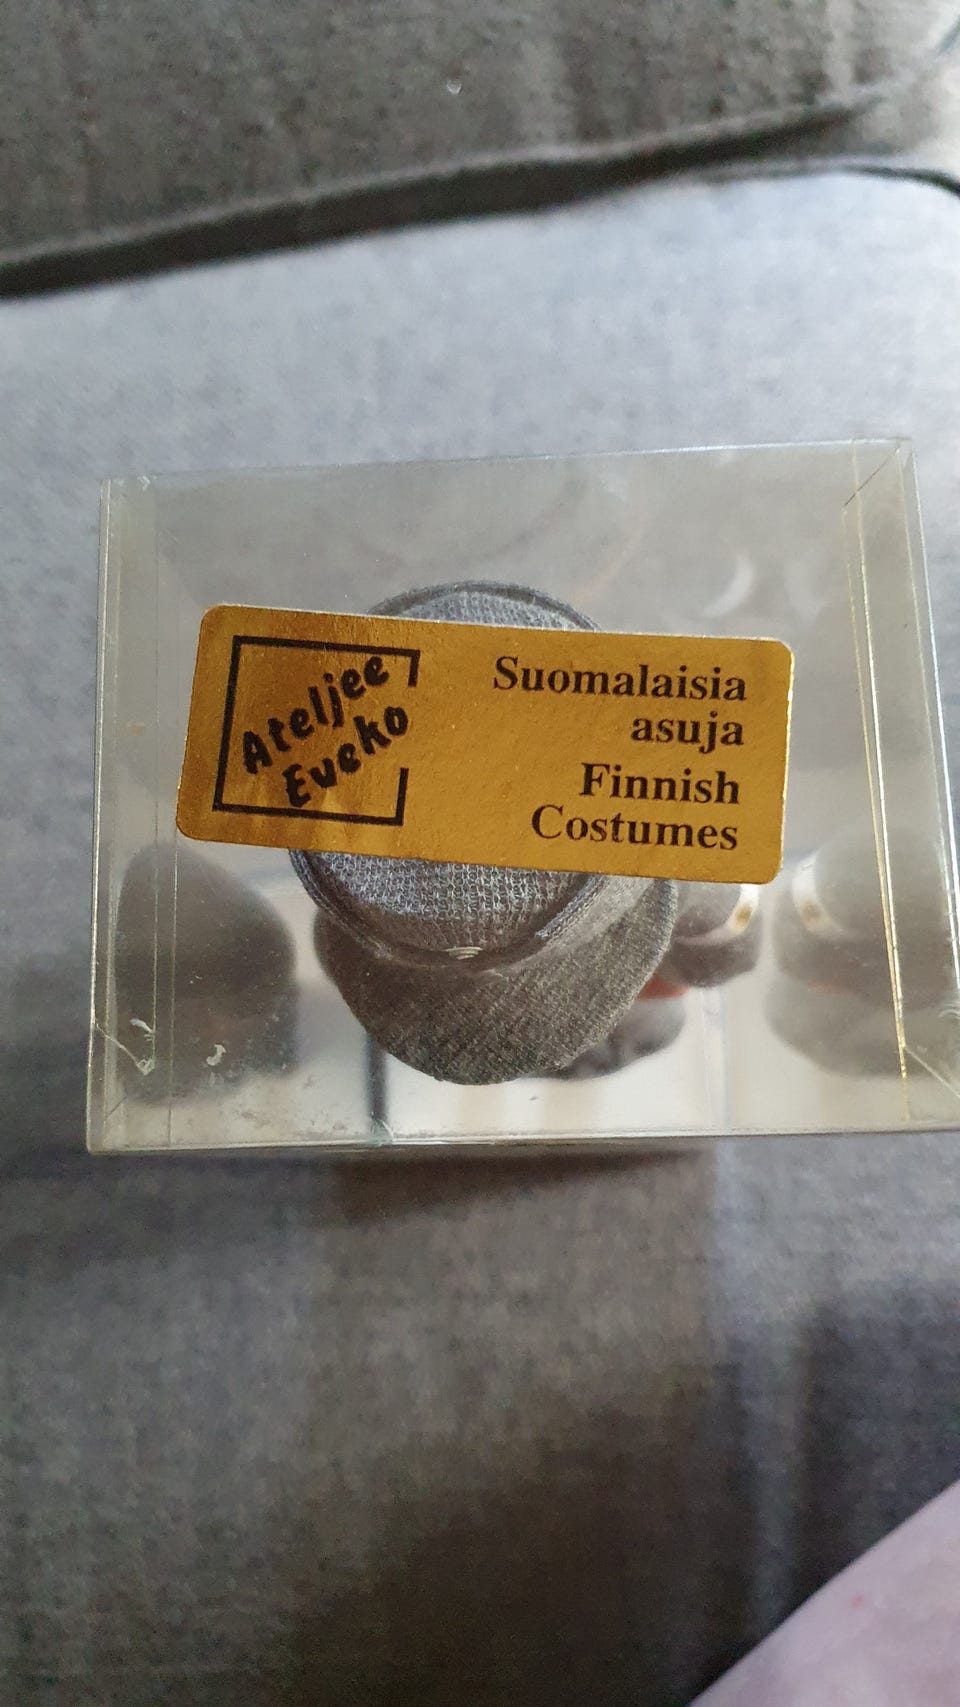 Ateljee
Eveko
Suomalaisia
asuja
Finnish
Costumes